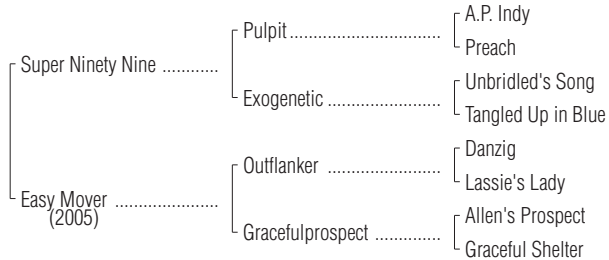 A.P. Indy
Pulpit
Preach
Super Ninety Nine
Unbridled's Song
Exogenetic
Tangled Up in Blue
Danzig
Outflanker
Lassie's Lady
Easy Mover
(2005)
Allen's Prospect
Gracefulprospect
Graceful Shelter